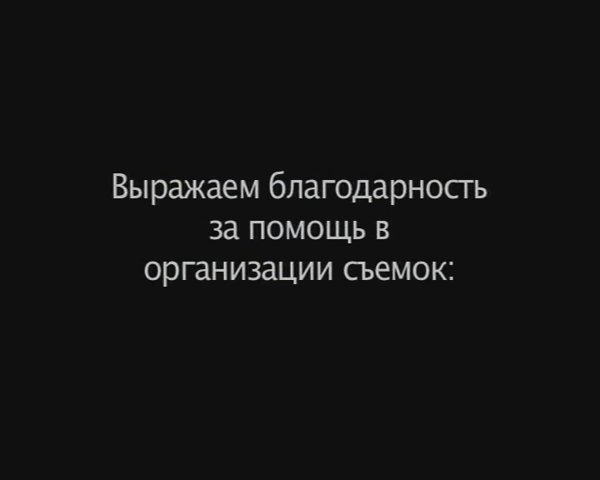 Выражаем благодарность
за помощь в
организации съемок: